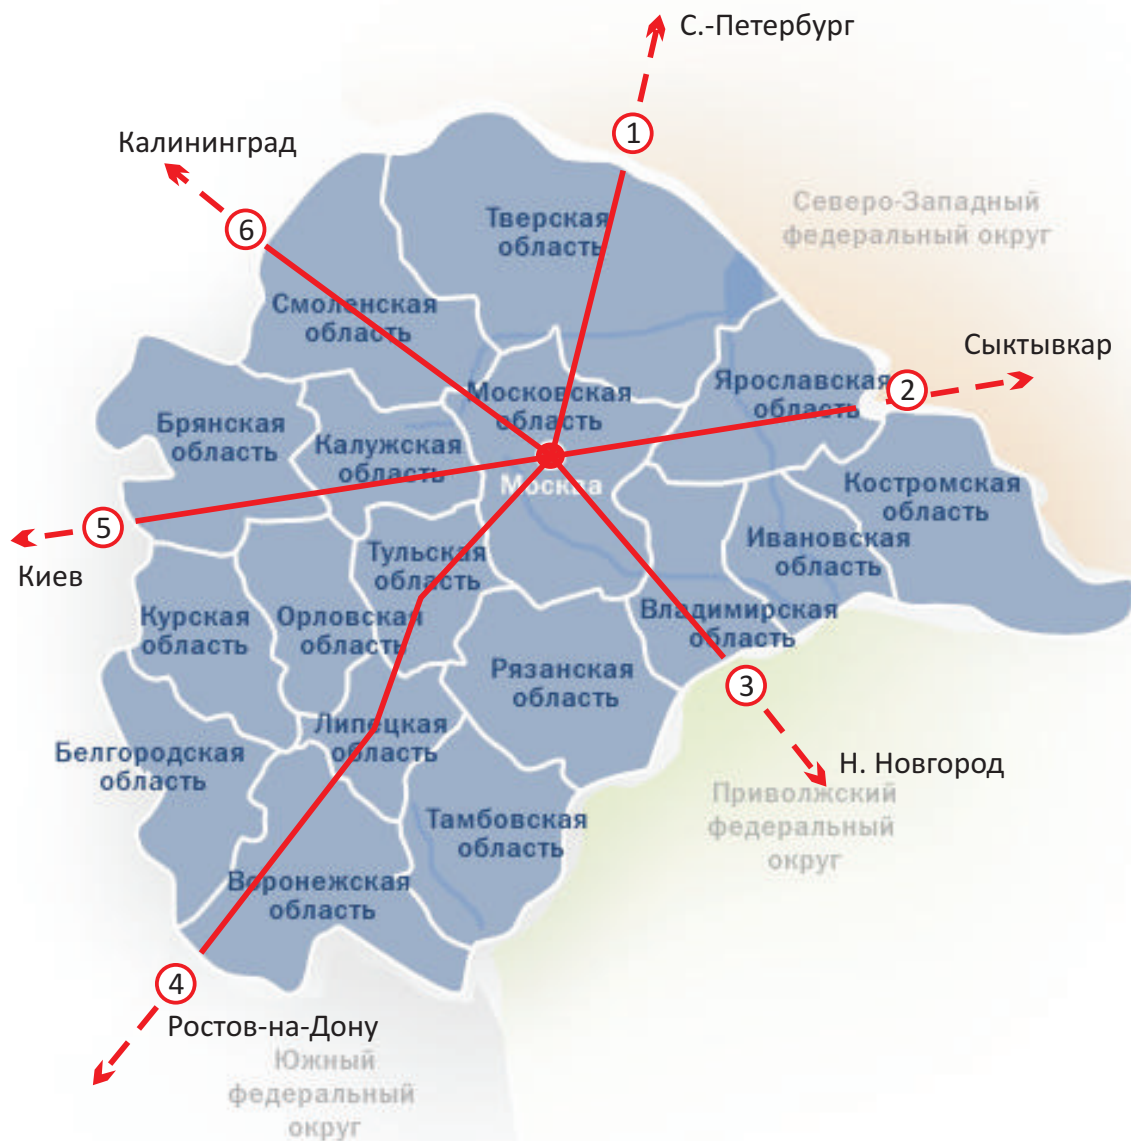 С.-Петербург
1
Калининград
6
Северо-Западный
федеральный округ
Тверская
область
Смоленская
область
Сыктывкар
2
Ярославская
область
Московская
область
Брянская
область
Калужская
область
Москва
Костромская
область
5
Киев
Ивановская
область
Тульская
область
Курская
область
Орловская
область
Владимирская
область
Рязанская
область
3
Липецкая
область
Белгородская
область
Н. Новгород
Приволжский
федеральный
округ
Тамбовская
область
Воронежская
область
4
Ростов-на-Дону
Южный
федеральный
округ